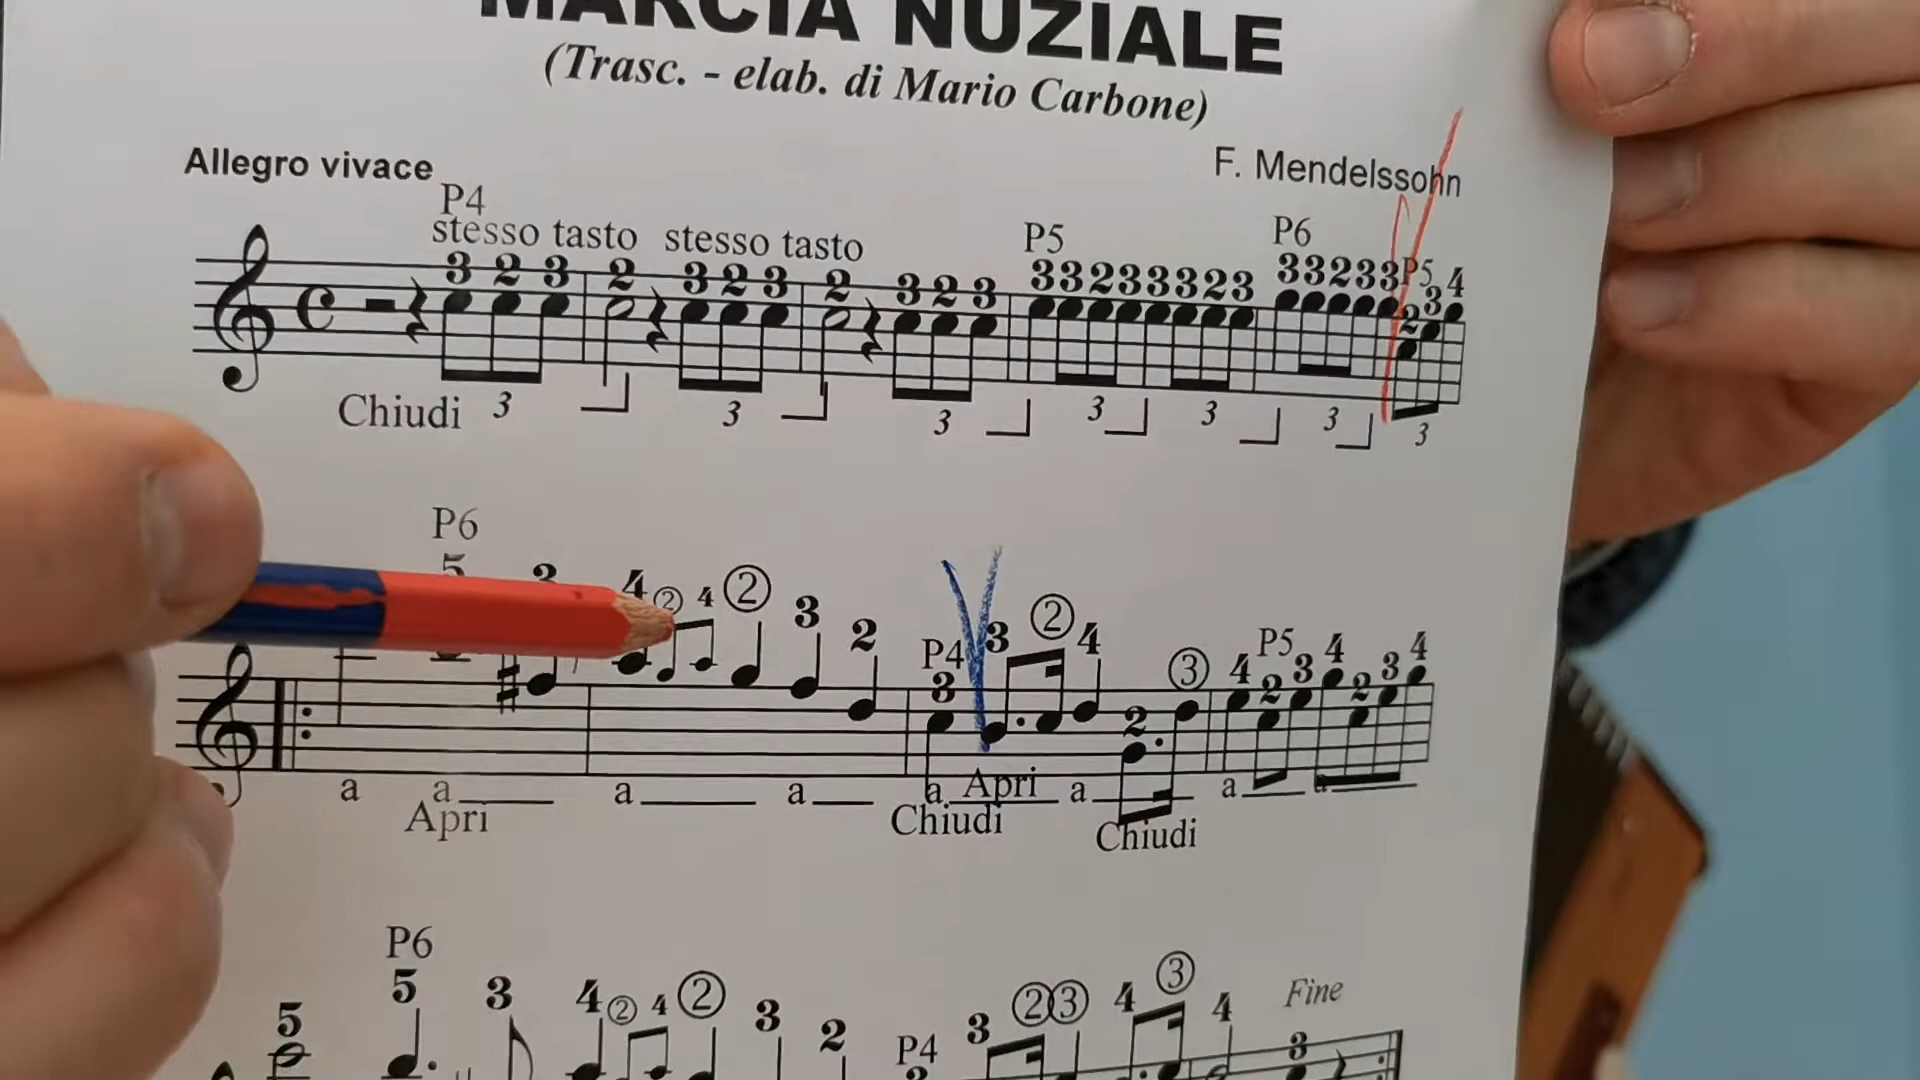 MARCIA NUZIALE
(Trasc. - elab. di Mario Carbone)
Allegro vivace
F. Mendelssohn
P4 P5 P6
stesso tasto stesso tasto
3 2 3 2 3 2 3 2 3 2 3 3 3 2 3 3 3 2 3 3 3 2 3 3 P5 2 3 4
Chiudi 3 3 3 3 3 3 3
P6
5 3 4 ② 4 ② 3 2 P4 3 3 ② 4 2 ③ 4 P5 2 3 4 2 3 4
a a a a a Apri a a
Apri Chiudi Chiudi
P6
5 5 3 4 ② 4 ② 3 2 P4 3 ② ③ 4 ③ 4 Fine
3